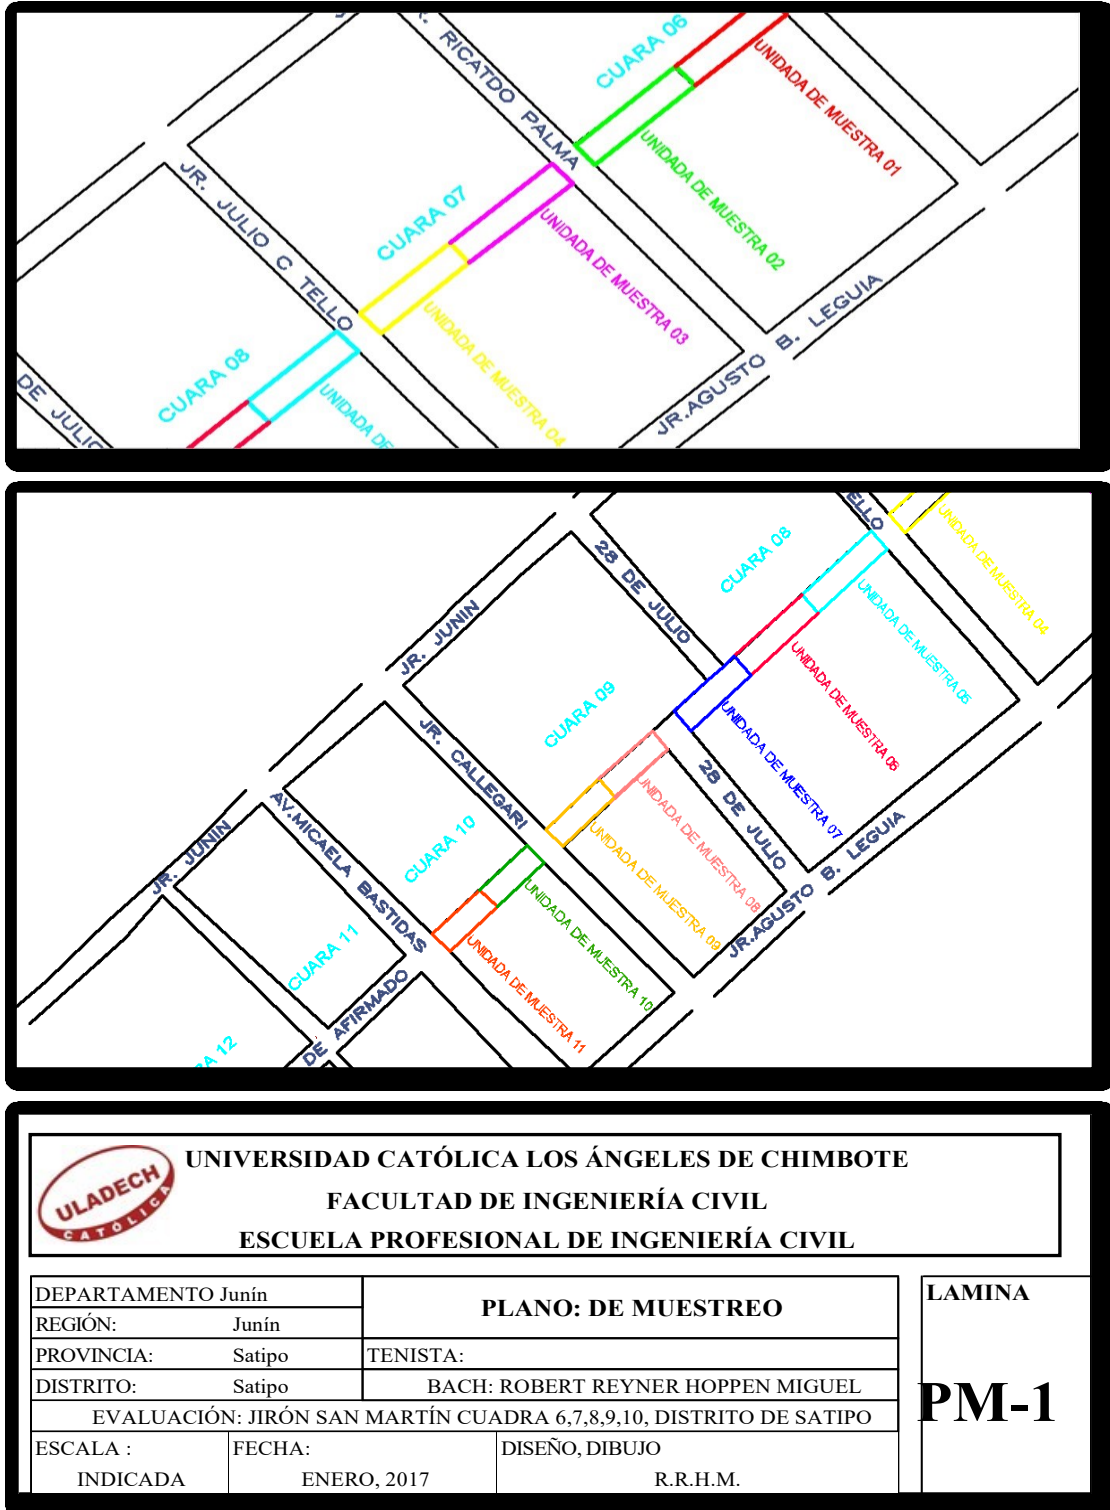 R. RICATDO PALMA
CUARA 06
UNIDADA DE MUESTRA 01
UNIDADA DE MUESTRA 02
JR. JULIO C TELLO
CUARA 07
UNIDADA DE MUESTRA 03
UNIDADA DE MUESTRA 04
JR.AGUSTO B. LEGUIA
CUARA 08
UNIDADA DE
DE JULIO
ELLO
UNIDADA DE MUESTRA 04
CUARA 08
UNIDADA DE MUESTRA 05
28 DE JULIO
UNIDADA DE MUESTRA 06
JR. JUNIN
CUARA 09
UNIDADA DE MUESTRA 07
JR. CALLEGARI
28 DE JULIO
UNIDADA DE MUESTRA 08
UNIDADA DE MUESTRA 09
JR.AGUSTO B. LEGUIA
AV.MICAELA BASTIDAS
CUARA 10
UNIDADA DE MUESTRA 10
UNIDADA DE MUESTRA 11
JR. JUNIN
CUARA 11
DE AFIRMADO
RA 12
ULADECH
CATÓLICA
UNIVERSIDAD CATÓLICA LOS ÁNGELES DE CHIMBOTE
FACULTAD DE INGENIERÍA CIVIL
ESCUELA PROFESIONAL DE INGENIERÍA CIVIL
DEPARTAMENTO Junín
REGIÓN: Junín
PLANO: DE MUESTREO
PROVINCIA: Satipo
TENISTA:
DISTRITO: Satipo
BACH: ROBERT REYNER HOPPEN MIGUEL
EVALUACIÓN: JIRÓN SAN MARTÍN CUADRA 6,7,8,9,10, DISTRITO DE SATIPO
ESCALA :
INDICADA
FECHA:
ENERO, 2017
DISEÑO, DIBUJO
R.R.H.M.
LAMINA
PM-1